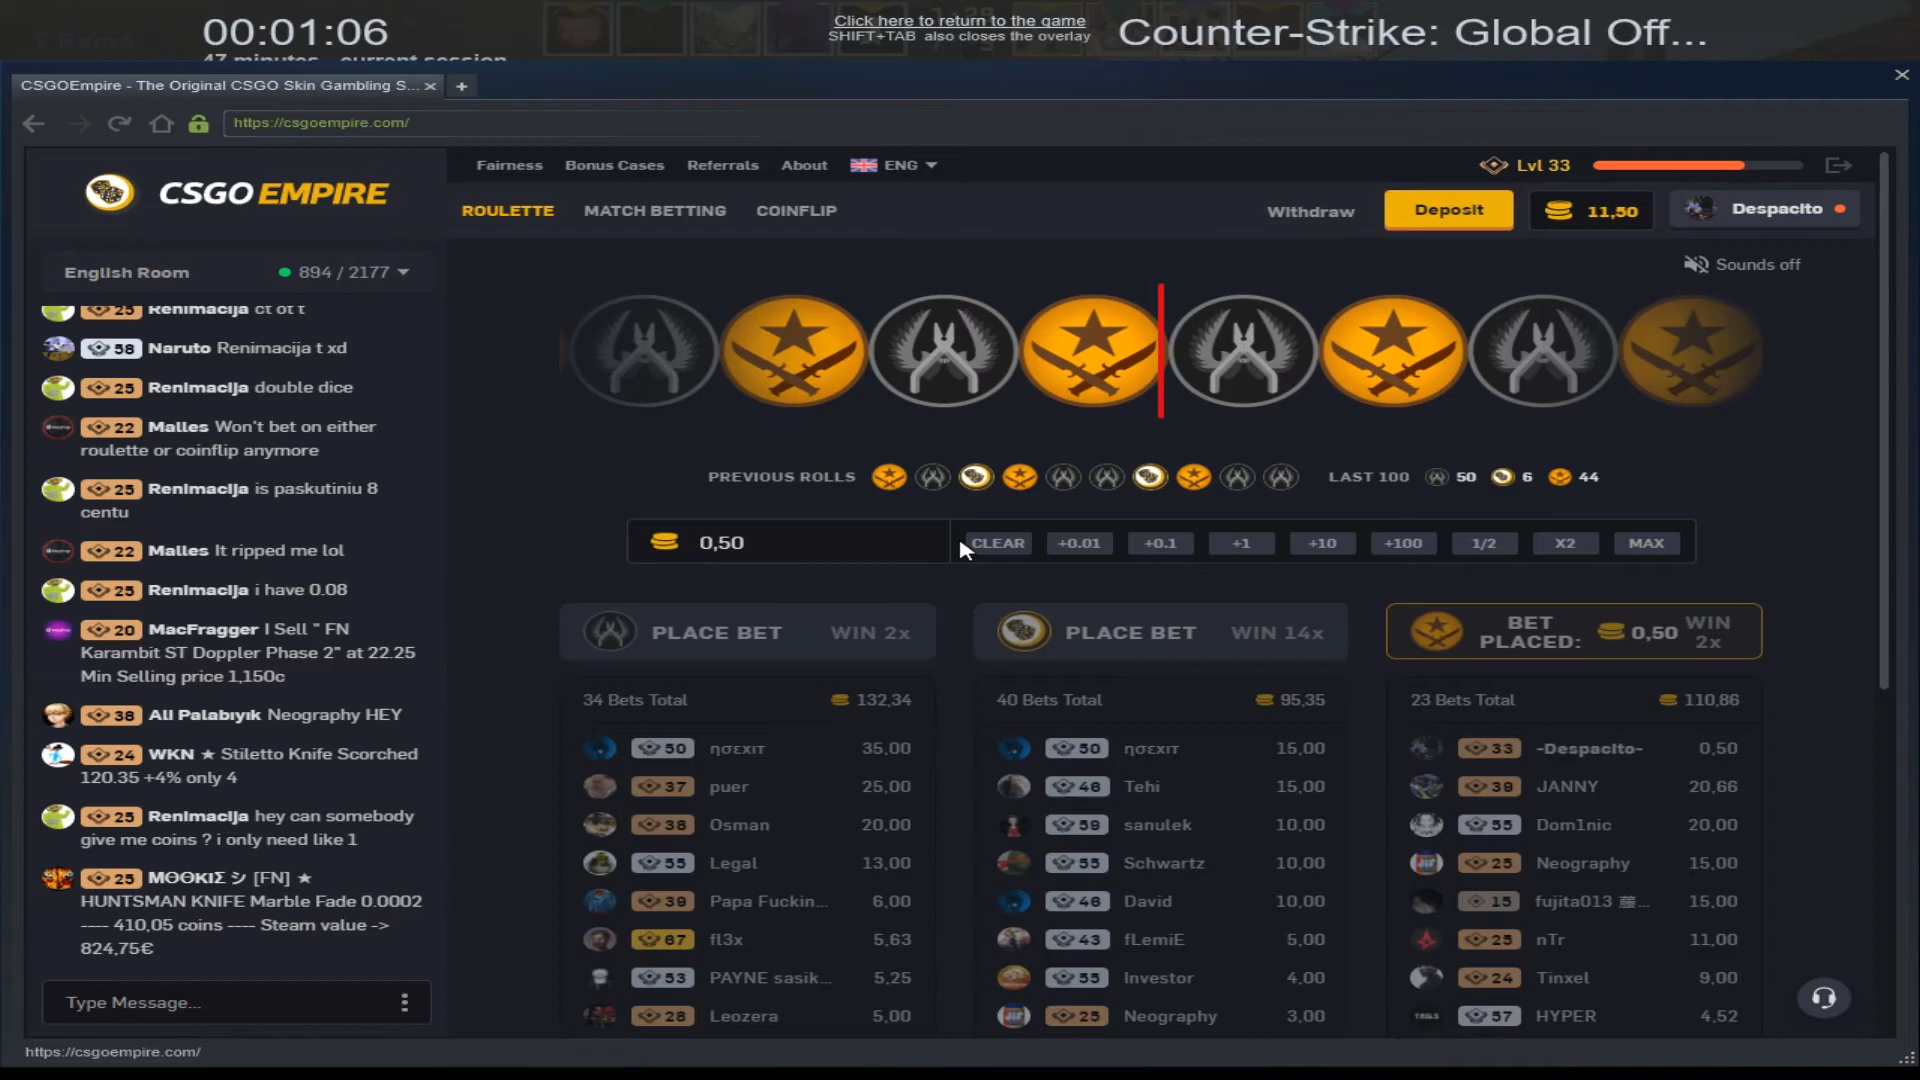 00:01:06
47 minutes - current session
Click here to return to the game
SHIFT+TAB also closes the overlay
Counter-Strike: Global Off...
CSGOEmpire - The Original CSGO Skin Gambling S...
https://csgoempire.com/
CSGOEMPIRE
Fairness Bonus Cases Referrals About ENG
Lvl 33
ROULETTE MATCH BETTING COINFLIP
Withdraw Deposit 11,50 Despacito
English Room 894 / 2177
Sounds off
25 Renimacija ct ot t
58 Naruto Renimacija t xd
25 Renimacija double dice
22 Malles Won't bet on either
roulette or coinflip anymore
25 Renimacija is paskutiniu 8
centu
22 Malles It ripped me lol
25 Renimacija i have 0.08
20 MacFragger I Sell " FN
Karambit ST Doppler Phase 2" at 22.25
Min Selling price 1,150c
38 Ali Palabıyık Neography HEY
24 WKN ★ Stiletto Knife Scorched
120.35 +4% only 4
25 Renimacija hey can somebody
give me coins ? i only need like 1
25 MΘΘKIΣ シ [FN] ★
HUNTSMAN KNIFE Marble Fade 0.0002
---- 410,05 coins ---- Steam value ->
824,75€
Type Message...
PREVIOUS ROLLS
LAST 100 50 6 44
0,50
CLEAR +0.01 +0.1 +1 +10 +100 1/2 X2 MAX
PLACE BET WIN 2x
34 Bets Total 132,34
50 ησεχιτ 35,00
37 puer 25,00
38 Osman 20,00
55 Legal 13,00
39 Papa Fuckin... 6,00
67 fl3x 5,63
53 PAYNE sasik... 5,25
28 Leozera 5,00
PLACE BET WIN 14x
40 Bets Total 95,35
50 ησεχιτ 15,00
46 Tehi 15,00
59 sanulek 10,00
55 Schwartz 10,00
46 David 10,00
43 fLemiE 5,00
55 Investor 4,00
25 Neography 3,00
BET
PLACED: 0,50 WIN
2x
23 Bets Total 110,86
33 -Despacito- 0,50
39 JANNY 20,66
55 Dom1nic 20,00
25 Neography 15,00
15 fujita013 藤... 15,00
25 nTr 11,00
24 Tinxel 9,00
57 HYPER 4,52
https://csgoempire.com/